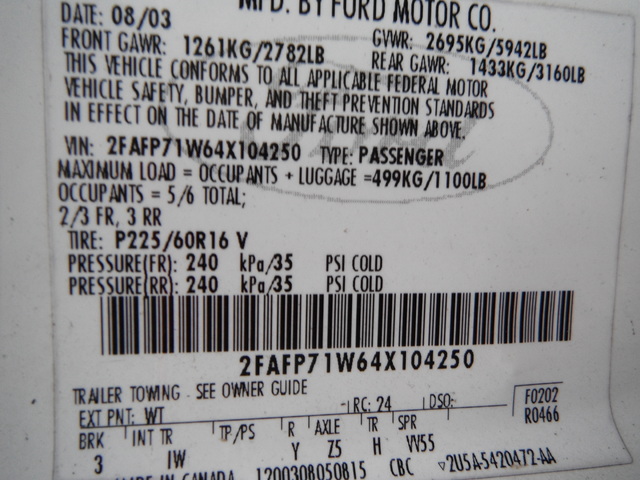 MFD. BY FORD MOTOR CO.
DATE: 08/03
GVWR: 2695KG/5942LB
FRONT GAWR: 1261KG/2782LB
REAR GAWR: 1433KG/3160LB
THIS VEHICLE CONFORMS TO ALL APPLICABLE FEDERAL MOTOR
VEHICLE SAFETY, BUMPER, AND THEFT PREVENTION STANDARDS
IN EFFECT ON THE DATE OF MANUFACTURE SHOWN ABOVE.
VIN: 2FAFP71W64X104250 TYPE: PASSENGER
MAXIMUM LOAD = OCCUPANTS + LUGGAGE =499KG/1100LB
OCCUPANTS = 5/6 TOTAL;
2/3 FR, 3 RR
TIRE: P225/60R16 V
PRESSURE(FR): 240 kPa/35 PSI COLD
PRESSURE(RR): 240 kPa/35 PSI COLD
2FAFP71W64X104250
TRAILER TOWING - SEE OWNER GUIDE
F0202
EXT PNT: WT RC: 24 DSO:
R0466
BRK INT TR TP/PS R AXLE TR SPR
3 IW Y Z5 H VV55
MADE IN CANADA 120030B050815 CBC 2U5A-5420472-AA